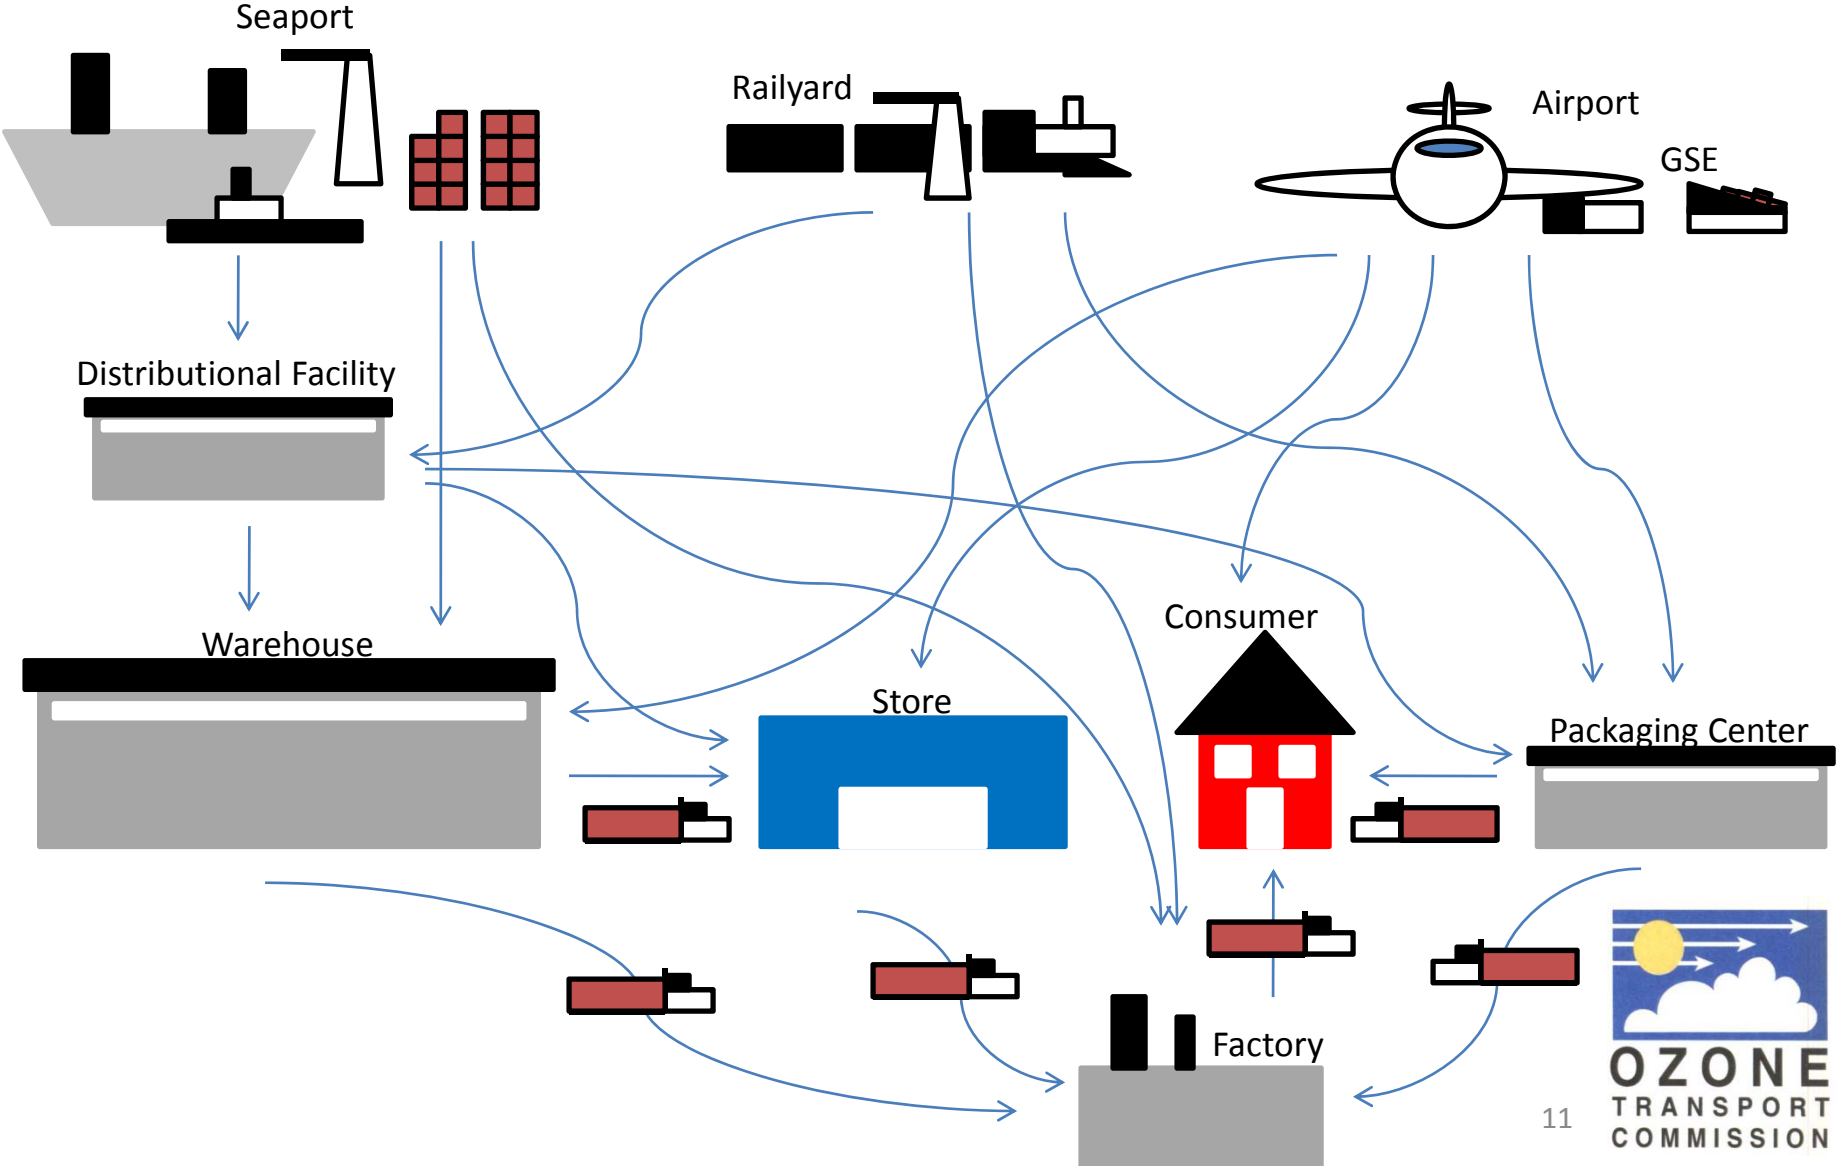 Seaport
Railyard
Airport
GSE
Distributional Facility
Consumer
Warehouse
Store
Packaging Center
Factory
11
OZONE
TRANSPORT
COMMISSION